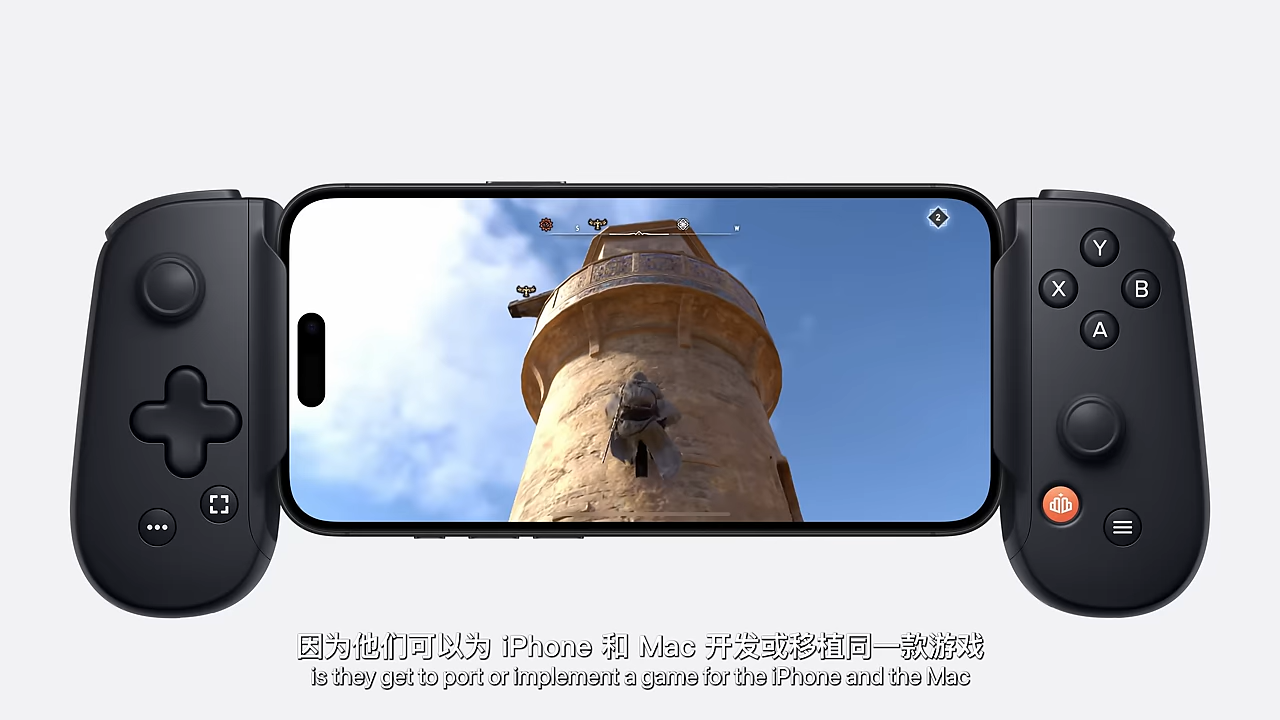 S
W
2
Y
X
B
A
因为他们可以为 iPhone 和 Mac 开发或移植同一款游戏
is they get to port or implement a game for the iPhone and the Mac